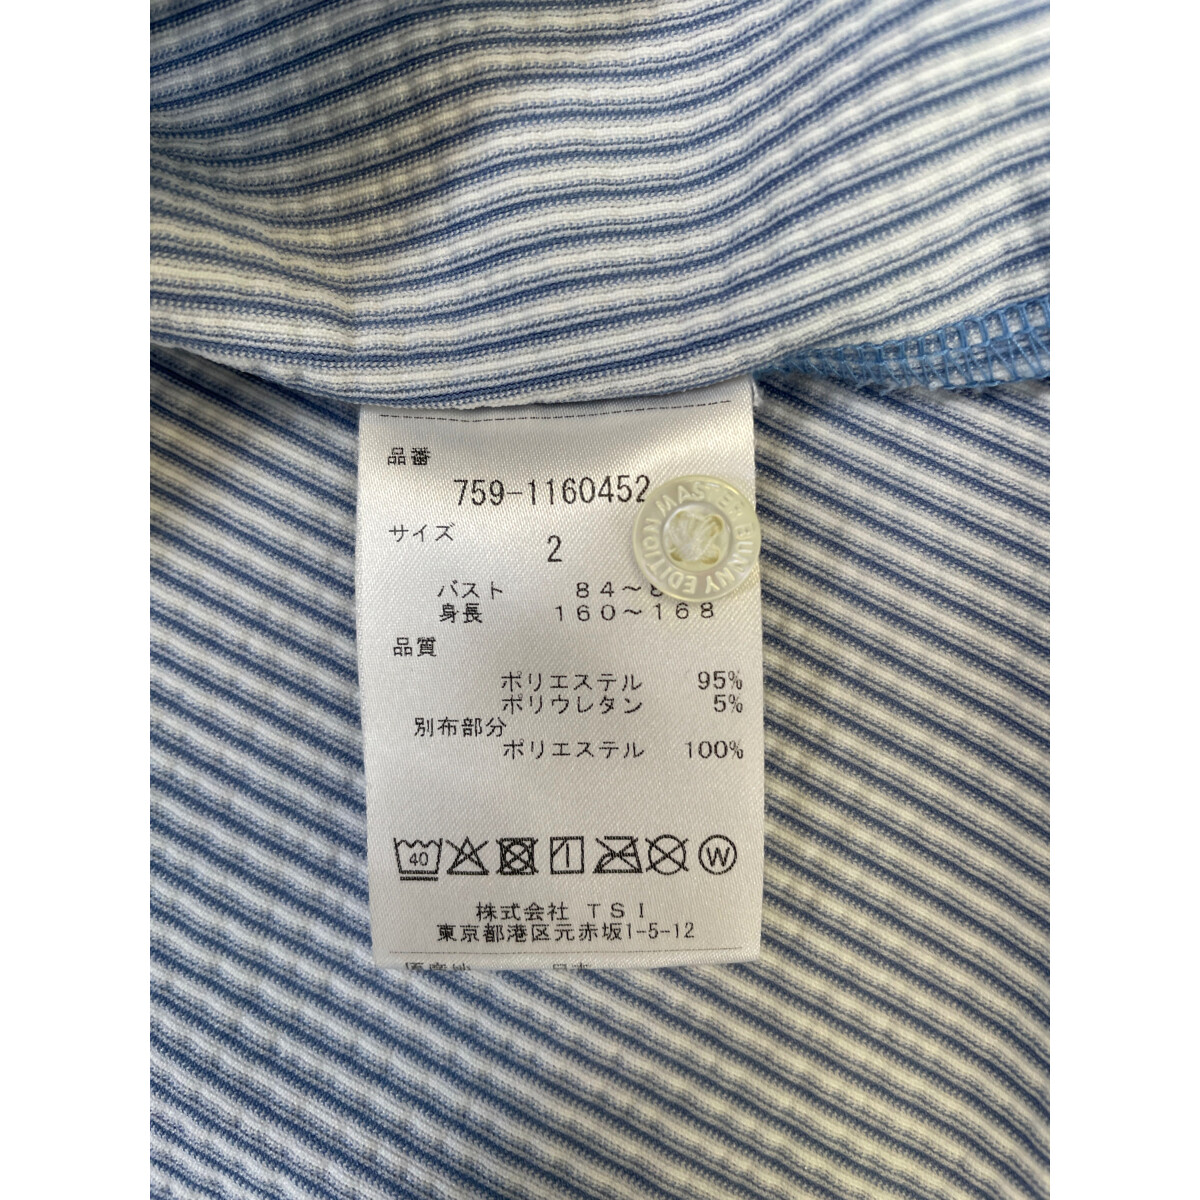 品番
759-1160452
サイズ
2
バスト 84～
身長 160～168
品質
ポリエステル 95%
ポリウレタン 5%
別布部分
ポリエステル 100%
40
W
株式会社 TSI
東京都港区元赤坂1-5-12
MASTER BUNNY EDITION